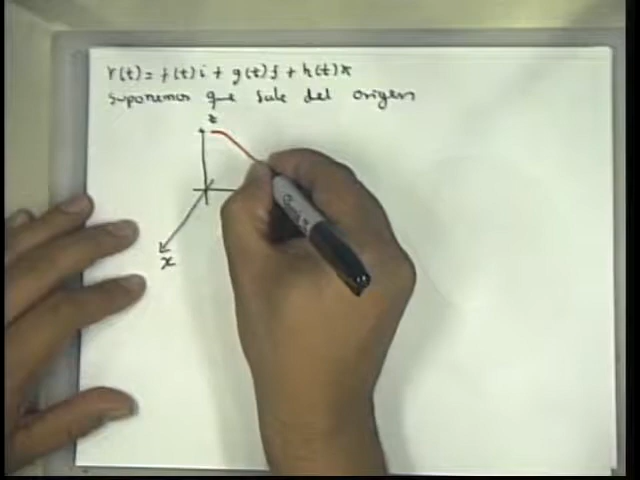 r(t) = f(t)i + g(t)j + h(t)k
suponemos que sale del origen
z
x